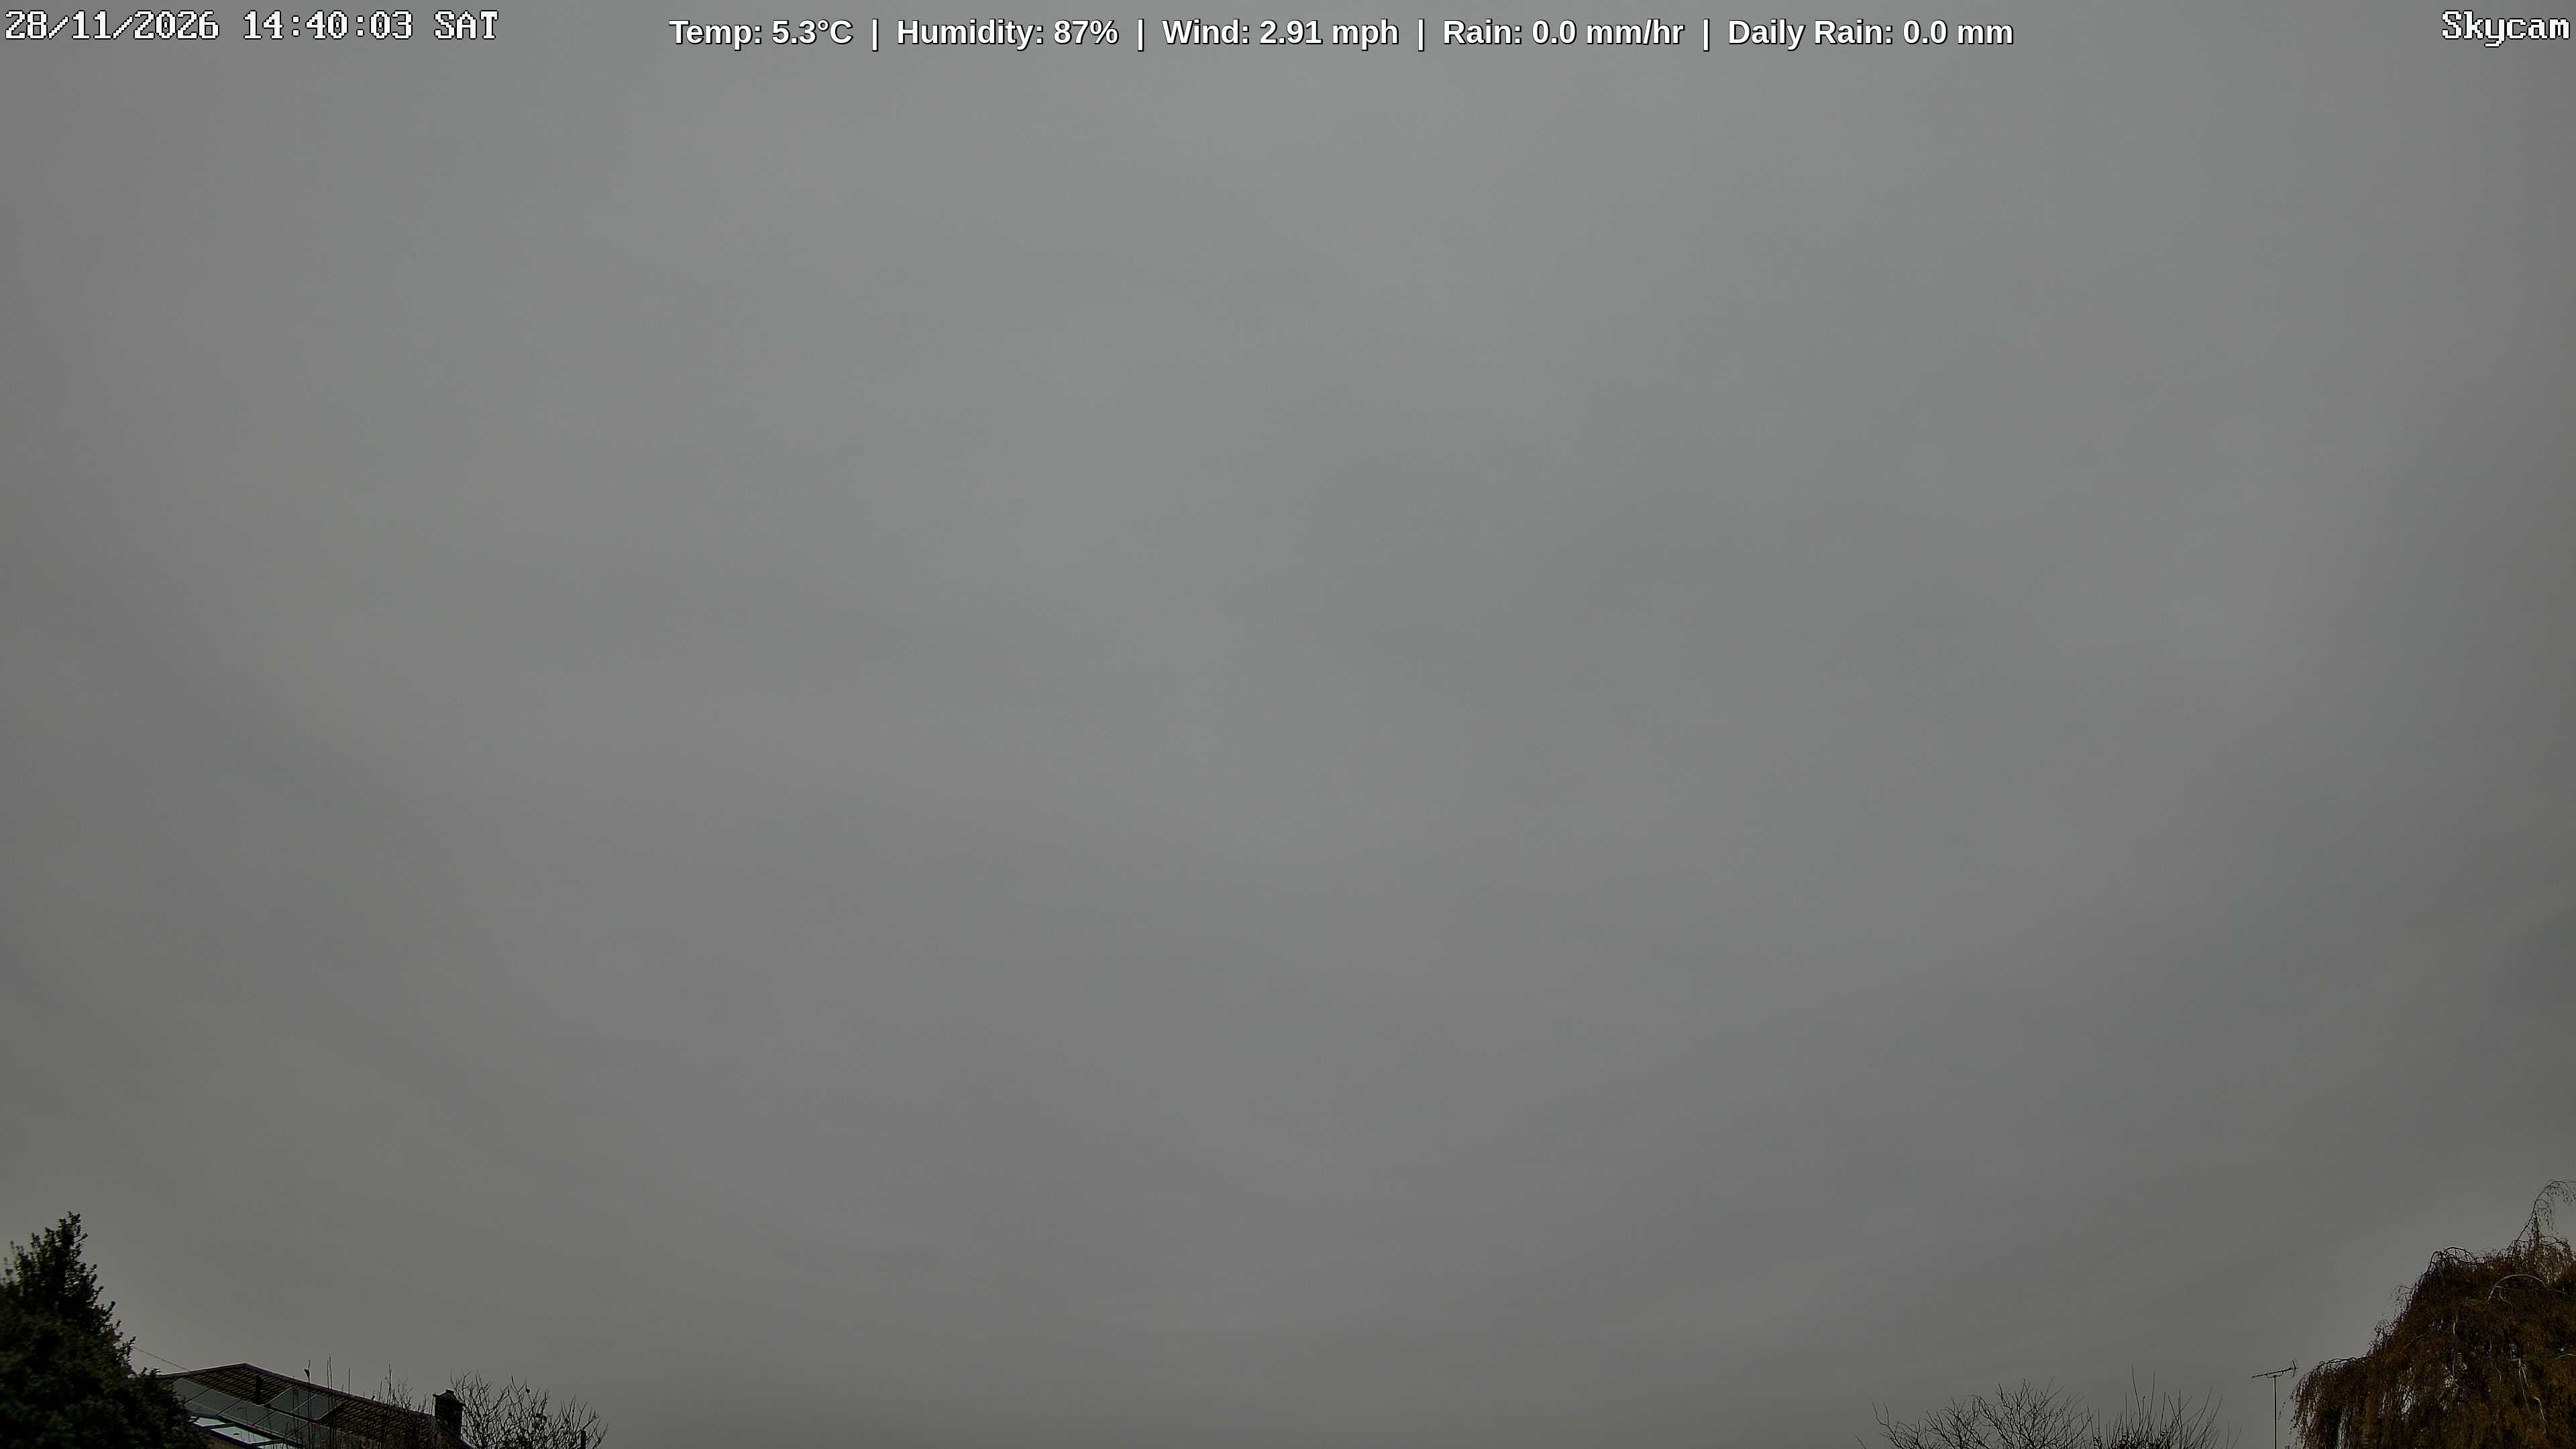 28/11/2026 14:40:03 SAT
Temp: 5.3°C | Humidity: 87% | Wind: 2.91 mph | Rain: 0.0 mm/hr | Daily Rain: 0.0 mm
Skycam